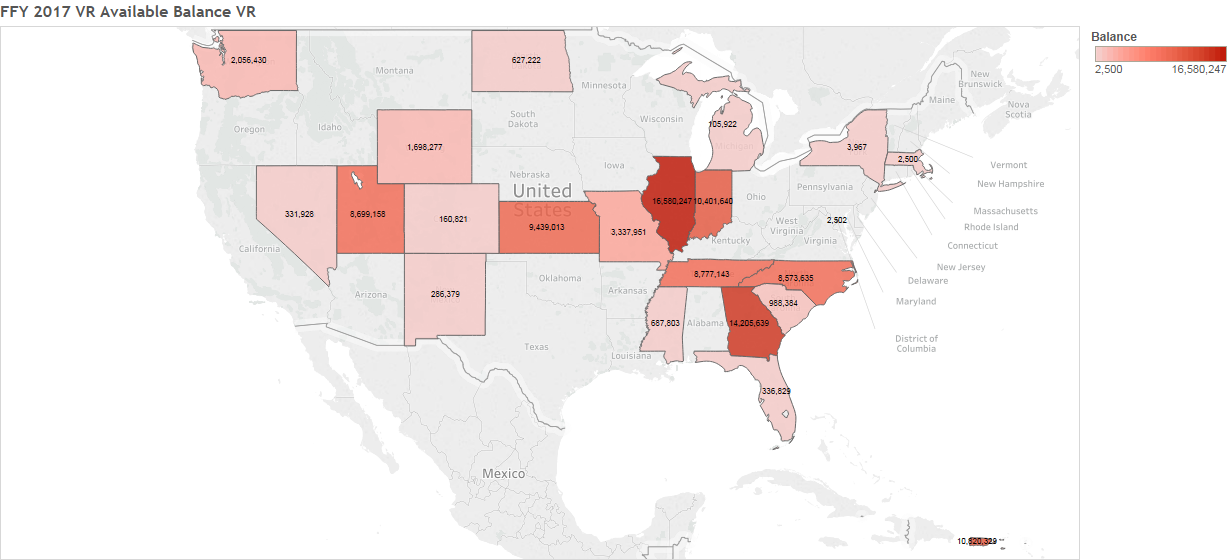 FFY 2017 VR Available Balance VR
Balance
2,500 16,580,247
2,056,430
627,222
Montana
Minnesota
New Brunswick
Maine
Nova Scotia
Oregon
Idaho
South Dakota
Wisconsin
105,922
Michigan
1,698,277
3,967
2,500
Vermont
Iowa
Nebraska
Pennsylvania
New Hampshire
United States
Ohio
331,928
8,699,158
160,821
9,439,013
3,337,951
16,580,247
10,401,640
2,502
Massachusetts
Rhode Island
West Virginia
Virginia
Kentucky
Connecticut
California
New Jersey
Delaware
Maryland
Arizona
286,379
Oklahoma
Arkansas
8,777,143
8,573,635
988,384
687,803
Alabama
14,205,639
District of Columbia
Texas
Louisiana
336,829
Mexico
10,820,329